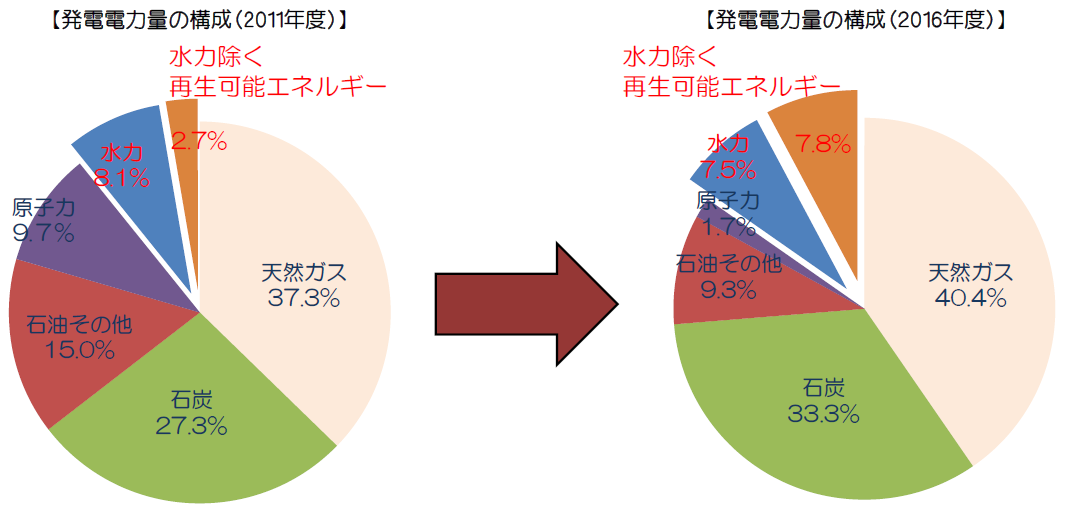 【発電電力量の構成(2011年度)】
水力除く
再生可能エネルギー
2.7%
水力
8.1%
原子力
9.7%
天然ガス
37.3%
石油その他
15.0%
石炭
27.3%
【発電電力量の構成(2016年度)】
水力除く
再生可能エネルギー
7.8%
水力
7.5%
原子力
1.7%
石油その他
9.3%
天然ガス
40.4%
石炭
33.3%